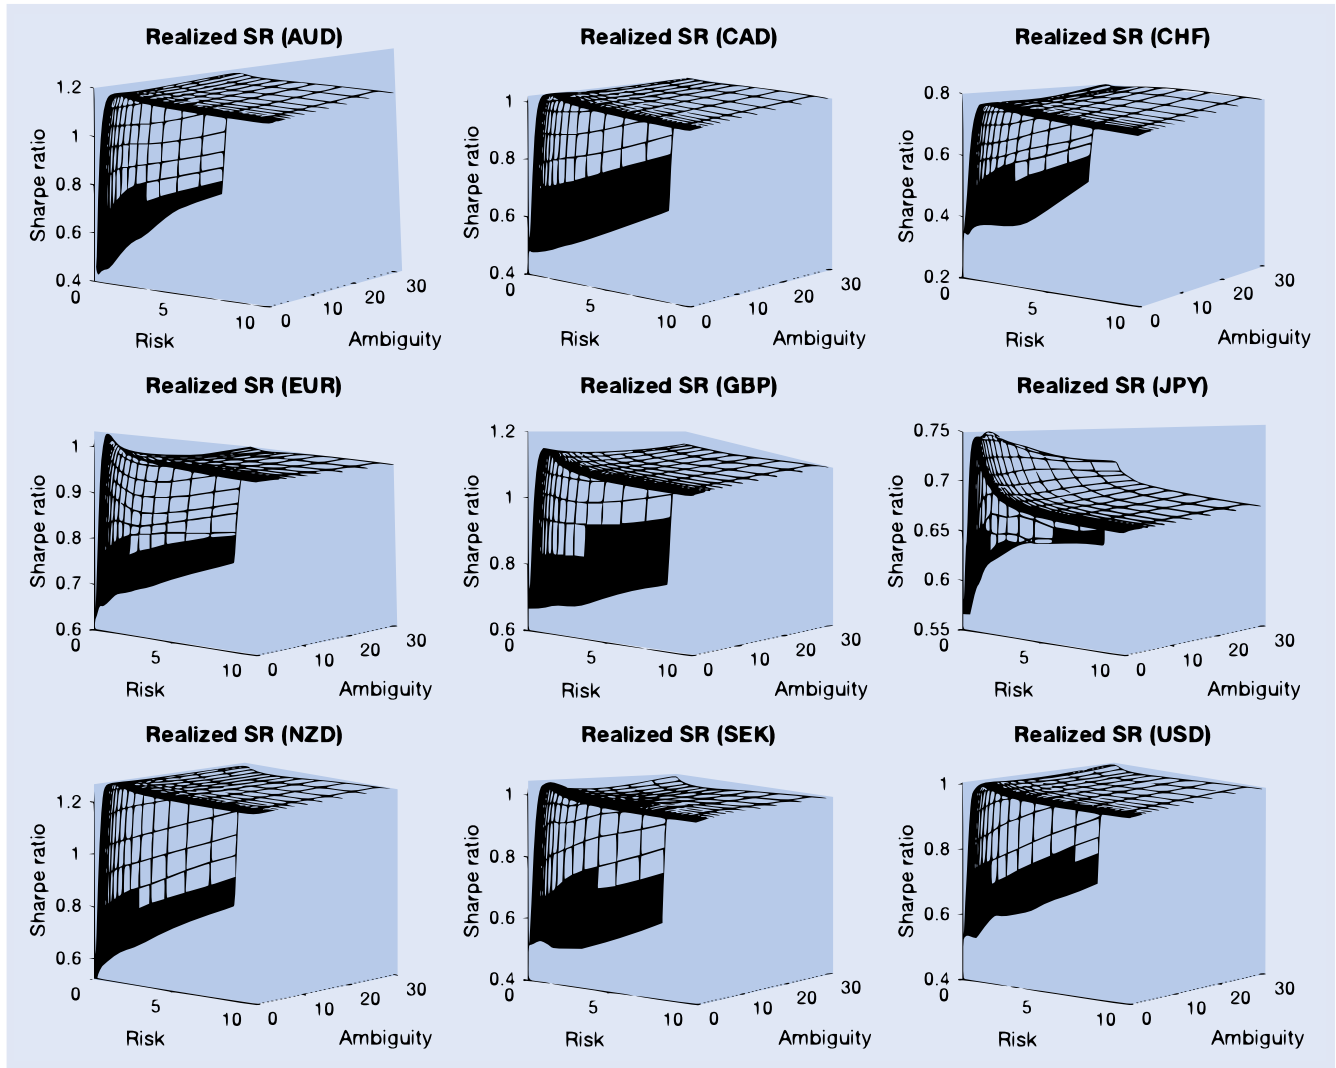 Realized SR (AUD)
Sharpe ratio
1.2
1
0.8
0.6
0.4
0
5
10
Risk
0
10
20
30
Ambiguity
Realized SR (CAD)
Sharpe ratio
1
0.8
0.6
0.4
0
5
10
Risk
0
10
20
30
Ambiguity
Realized SR (CHF)
Sharpe ratio
0.8
0.6
0.4
0.2
0
5
10
Risk
0
10
20
30
Ambiguity
Realized SR (EUR)
Sharpe ratio
1
0.9
0.8
0.7
0.6
0
5
10
Risk
0
10
20
30
Ambiguity
Realized SR (GBP)
Sharpe ratio
1.2
1
0.8
0.6
0
5
10
Risk
0
10
20
30
Ambiguity
Realized SR (JPY)
Sharpe ratio
0.75
0.7
0.65
0.6
0.55
0
5
10
Risk
0
10
20
30
Ambiguity
Realized SR (NZD)
Sharpe ratio
1.2
1
0.8
0.6
0
5
10
Risk
0
10
20
30
Ambiguity
Realized SR (SEK)
Sharpe ratio
1
0.8
0.6
0.4
0
5
10
Risk
0
10
20
30
Ambiguity
Realized SR (USD)
Sharpe ratio
1
0.8
0.6
0.4
0
5
10
Risk
0
10
20
30
Ambiguity